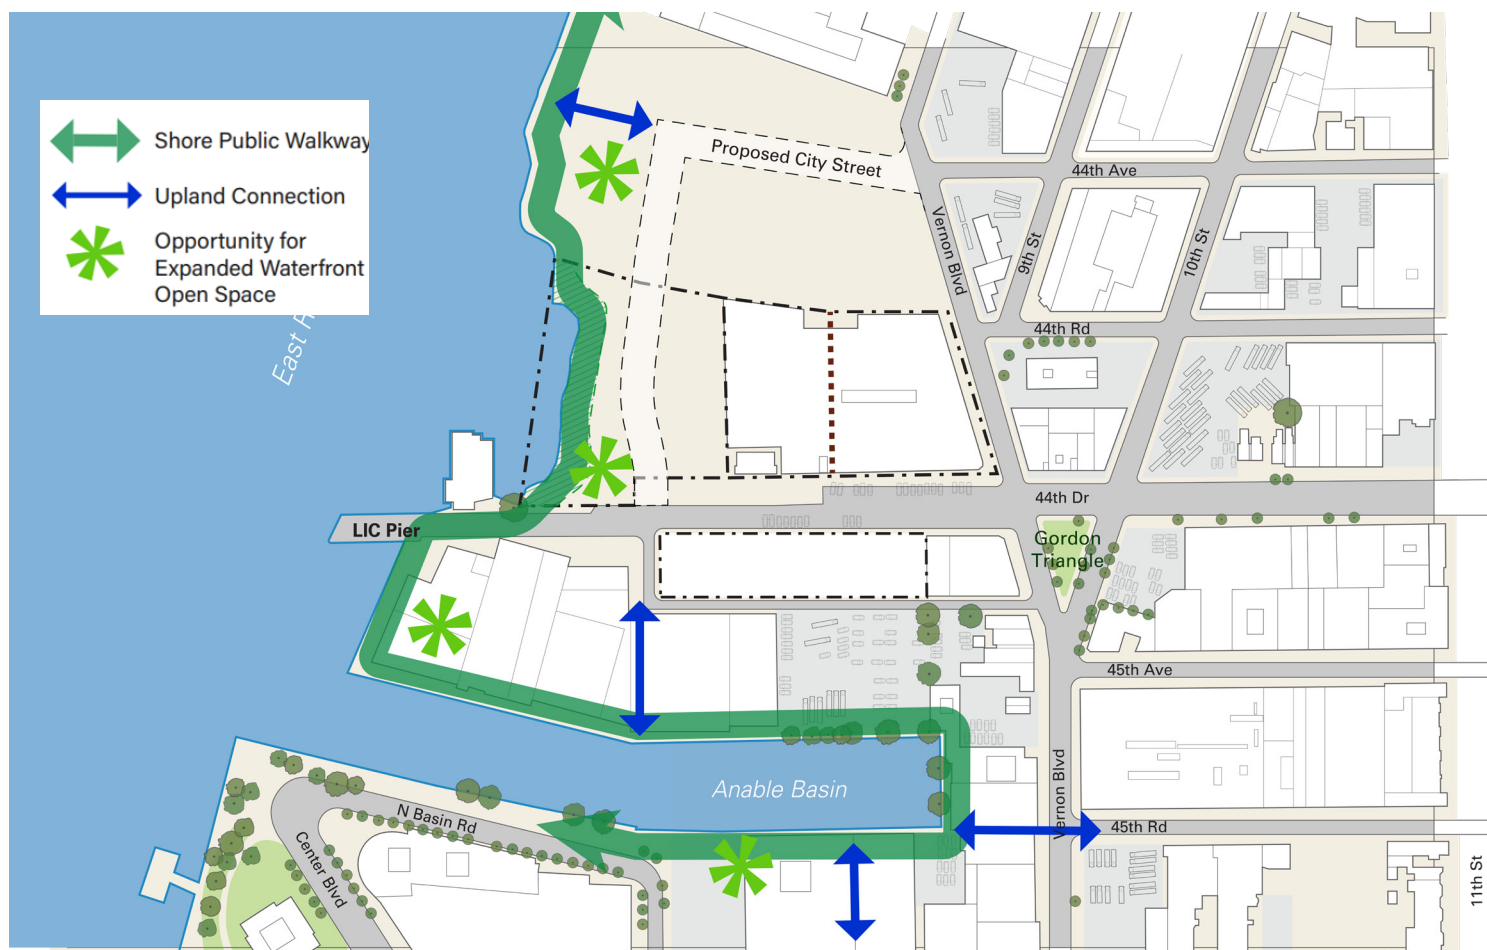 Shore Public Walkway
Upland Connection
Opportunity for
Expanded Waterfront
Open Space
East
Proposed City Street
44th Ave
Vernon Blvd
9th St
10th St
44th Rd
44th Dr
LIC Pier
Gordon
Triangle
45th Ave
Anable Basin
Vernon Blvd
N Basin Rd
Center Blvd
45th Rd
11th St